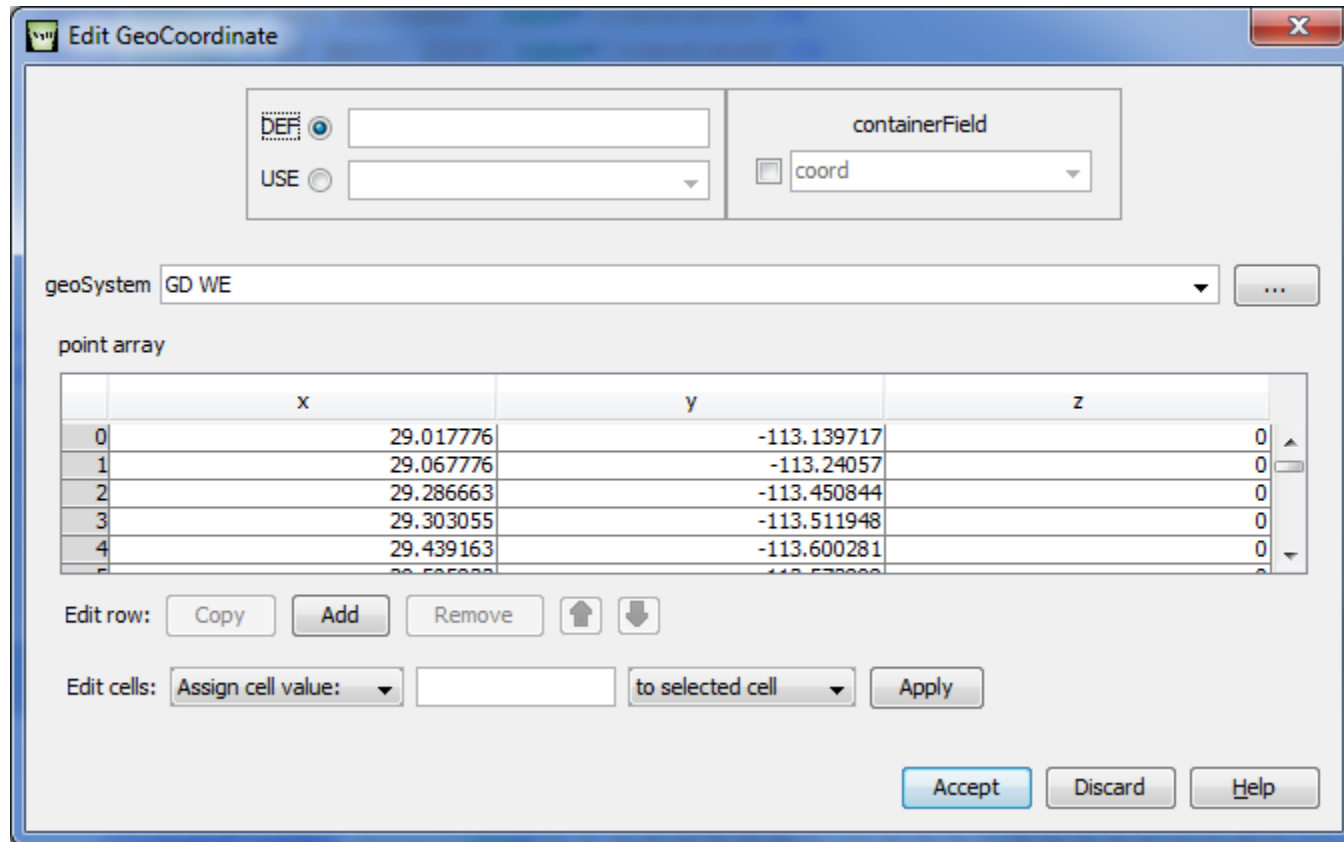 Edit GeoCoordinate
DEF
containerField
USE
coord
geoSystem GD WE ...
point array
x y z
0 29.017776 -113.139717 0
1 29.067776 -113.24057 0
2 29.286663 -113.450844 0
3 29.303055 -113.511948 0
4 29.439163 -113.600281 0
Edit row: Copy Add Remove
Edit cells: Assign cell value: to selected cell Apply
Accept Discard Help